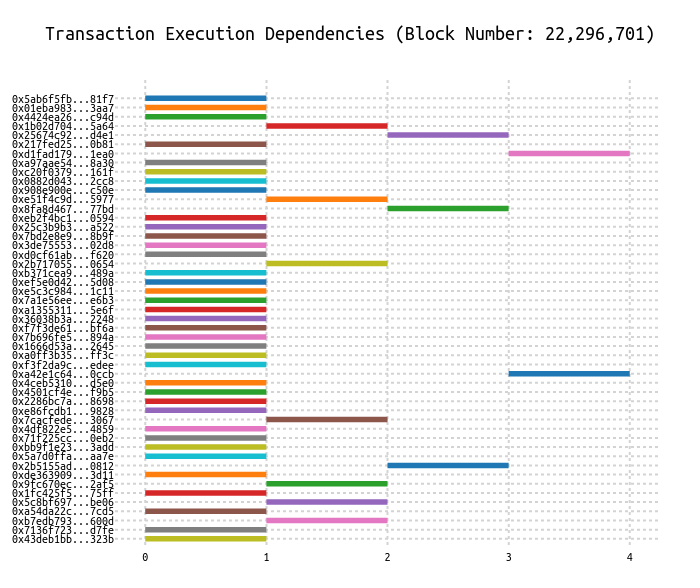 Transaction Execution Dependencies (Block Number: 22,296,701)
0x5ab6f5fb...81f7
0x01eba983...3aa7
0x4424ea26...c94d
0x1b02d704...5a64
0x25674c92...d4e1
0x217fed25...0b81
0xd1fad179...1ea0
0xa97aae54...8a30
0xc20f0379...161f
0x0882d043...2cc8
0x908e900e...c50e
0xe51f4c9d...5977
0x8fa8d467...77bd
0xeb2f4bc1...0594
0x25c3b9b3...a522
0x7bd2e8e9...8b9f
0x3de75553...02d8
0xd0cf61ab...f620
0x2b717055...0654
0xb371cea9...489a
0xef5e0d42...5d08
0xe5c3c984...1c11
0x7a1e56ee...e6b3
0xa1355311...5e6f
0x36038b3a...2248
0xf7f3de61...bf6a
0x7b696fe5...894a
0x1666d53a...2645
0xa0ff3b35...ff3c
0xf3f2da9c...edee
0xa42e1c64...0ccb
0x4ceb5310...d5e0
0x4501cf4e...f9b5
0x2286bc7a...8698
0xe86fcdb1...9828
0x7cacfede...3067
0x4df822e5...4859
0x71f225cc...0eb2
0xbb9f1e23...3add
0x5a7d0ffa...aa7e
0x2b5155ad...0812
0xde363909...3d11
0x9fc670ec...2af5
0x1fc425f5...75ff
0x5c8bf697...be06
0xa54da22c...7cd5
0xb7edb793...600d
0x7136f723...d7fe
0x43deb1bb...323b
0 1 2 3 4